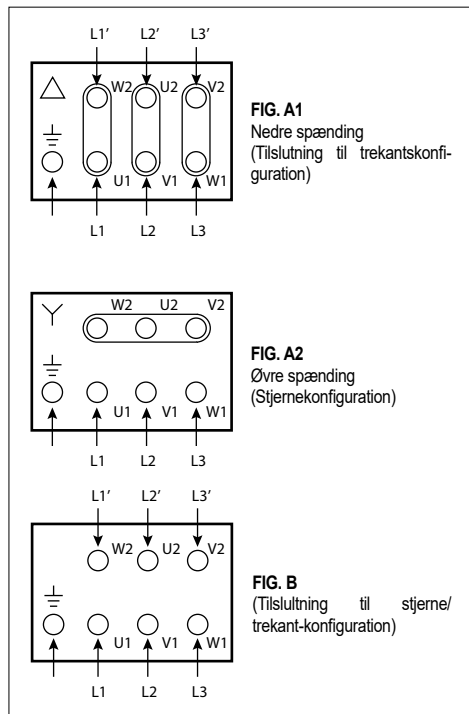 L1' L2' L3'
W2 U2 V2
U1 V1 W1
L1 L2 L3
FIG. A1
Nedre spænding
(Tilslutning til trekantskonfi-
guration)
W2 U2 V2
U1 V1 W1
L1 L2 L3
FIG. A2
Øvre spænding
(Stjernekonfiguration)
L1' L2' L3'
W2 U2 V2
U1 V1 W1
L1 L2 L3
FIG. B
(Tilslultning til stjerne/
trekant-konfiguration)